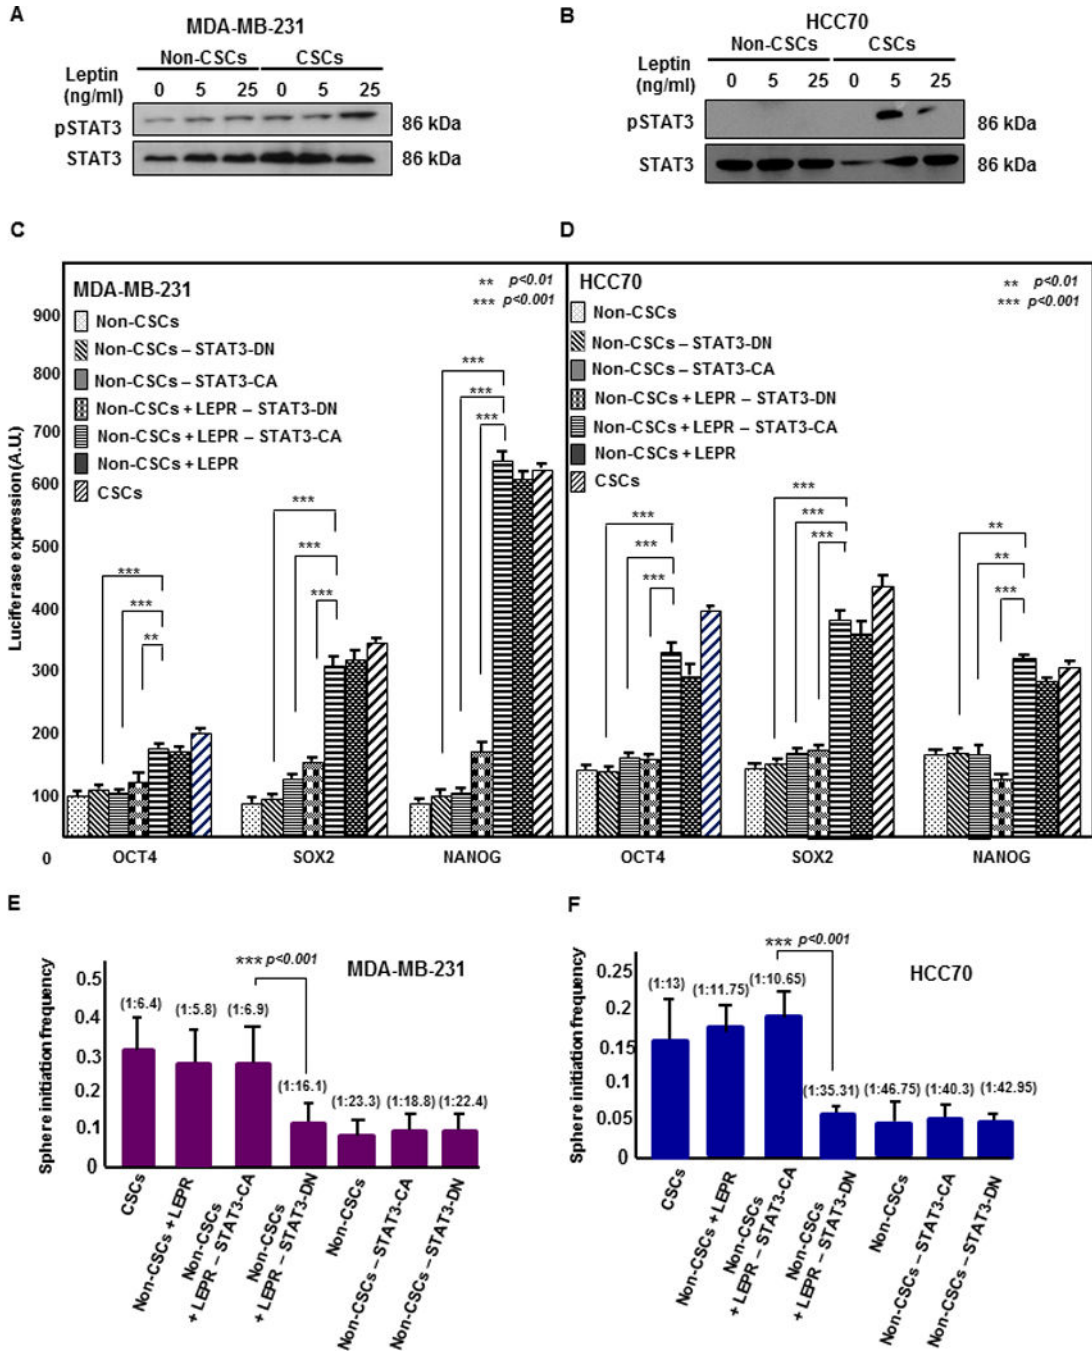 A
MDA-MB-231
Non-CSCs CSCs
Leptin
(ng/ml)
0 5 25 0 5 25
pSTAT3 86 kDa
STAT3 86 kDa
B
HCC70
Non-CSCs CSCs
Leptin
(ng/ml)
0 5 25 0 5 25
pSTAT3 86 kDa
STAT3 86 kDa
C
MDA-MB-231
** p<0.01
*** p<0.001
Non-CSCs
Non-CSCs – STAT3-DN
Non-CSCs – STAT3-CA
Non-CSCs + LEPR – STAT3-DN
Non-CSCs + LEPR – STAT3-CA
Non-CSCs + LEPR
CSCs
Luciferase expression (A.U.)
900
800
700
600
500
400
300
200
100
0
***
***
**
***
***
***
***
***
***
OCT4 SOX2 NANOG
D
HCC70
** p<0.01
*** p<0.001
Non-CSCs
Non-CSCs – STAT3-DN
Non-CSCs – STAT3-CA
Non-CSCs + LEPR – STAT3-DN
Non-CSCs + LEPR – STAT3-CA
Non-CSCs + LEPR
CSCs
***
***
***
***
***
***
**
**
***
OCT4 SOX2 NANOG
E
MDA-MB-231
*** p<0.001
Sphere initiation frequency
0.5
0.4
0.3
0.2
0.1
0
(1:6.4) (1:5.8) (1:6.9) (1:16.1) (1:23.3) (1:18.8) (1:22.4)
CSCs
Non-CSCs + LEPR
Non-CSCs
+ LEPR – STAT3-CA
Non-CSCs
+ LEPR – STAT3-DN
Non-CSCs
Non-CSCs – STAT3-CA
Non-CSCs – STAT3-DN
F
HCC70
*** p<0.001
Sphere initiation frequency
0.25
0.2
0.15
0.1
0.05
0
(1:13) (1:11.75) (1:10.65) (1:35.31) (1:46.75) (1:40.3) (1:42.95)
CSCs
Non-CSCs + LEPR
Non-CSCs
+ LEPR – STAT3-CA
Non-CSCs
+ LEPR – STAT3-DN
Non-CSCs
Non-CSCs – STAT3-CA
Non-CSCs – STAT3-DN